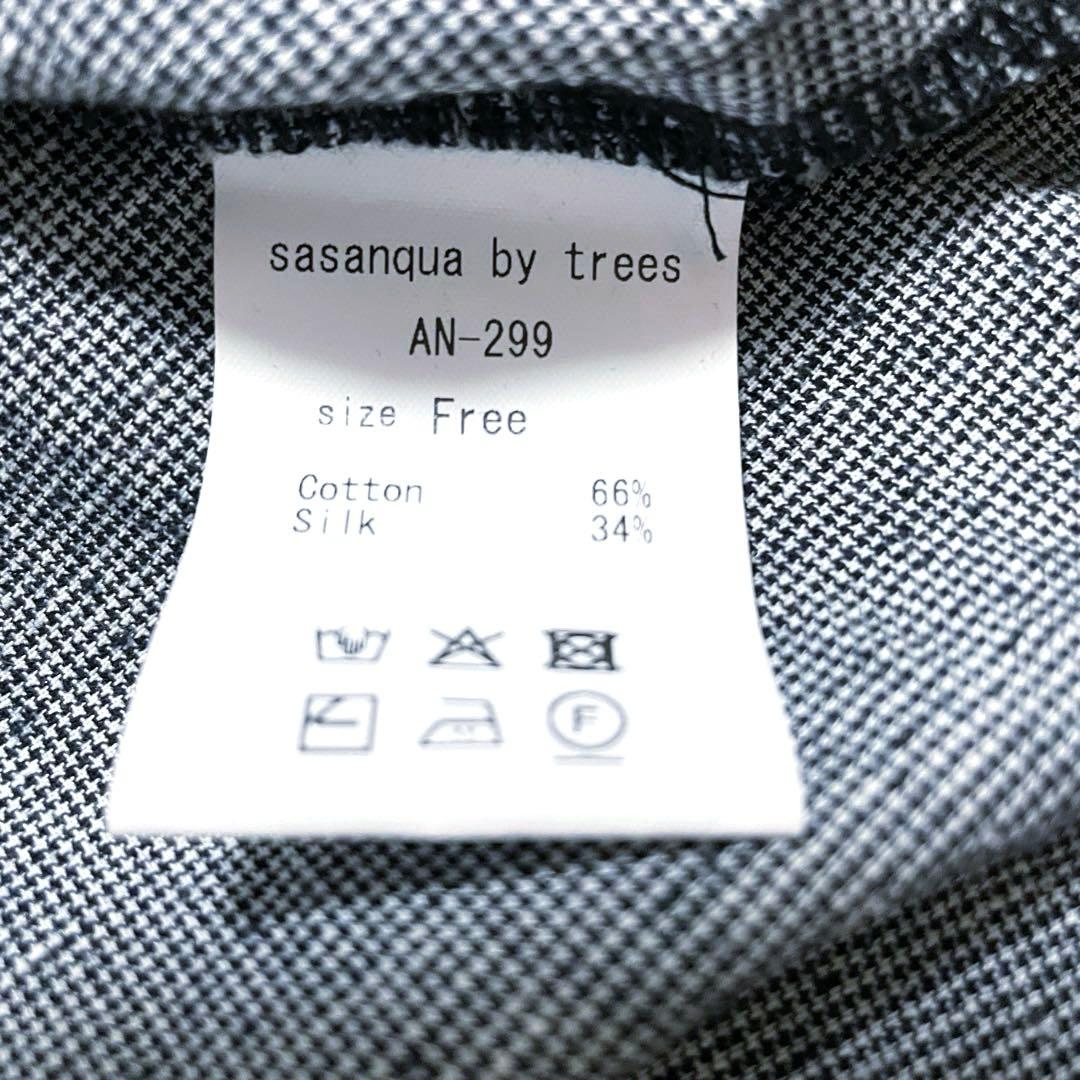 sasanqua by trees
AN-299
size Free
Cotton 66%
Silk 34%
F